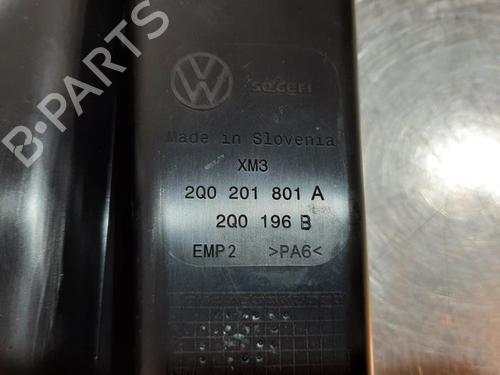 B-PARTS
VW
SOGEFI
Made in Slovenia
XM3
2Q0 201 801 A
2Q0 196 B
EMP2 >PA6<